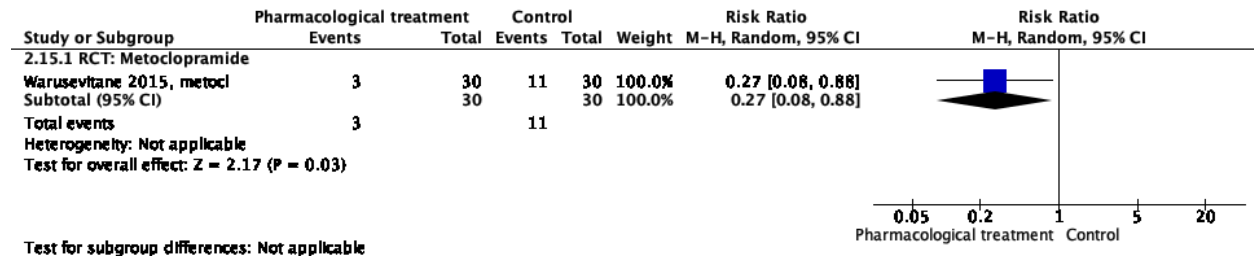 Pharmacological treatment Control Risk Ratio Risk Ratio
Study or Subgroup Events Total Events Total Weight M-H, Random, 95% CI M-H, Random, 95% CI
2.15.1 RCT: Metoclopramide
Warusevitane 2015, metocl 3 30 11 30 100.0% 0.27 [0.08, 0.88]
Subtotal (95% CI) 30 30 100.0% 0.27 [0.08, 0.88]
Total events 3 11
Heterogeneity: Not applicable
Test for overall effect: Z = 2.17 (P = 0.03)
0.05 0.2 1 5 20
Pharmacological treatment Control
Test for subgroup differences: Not applicable